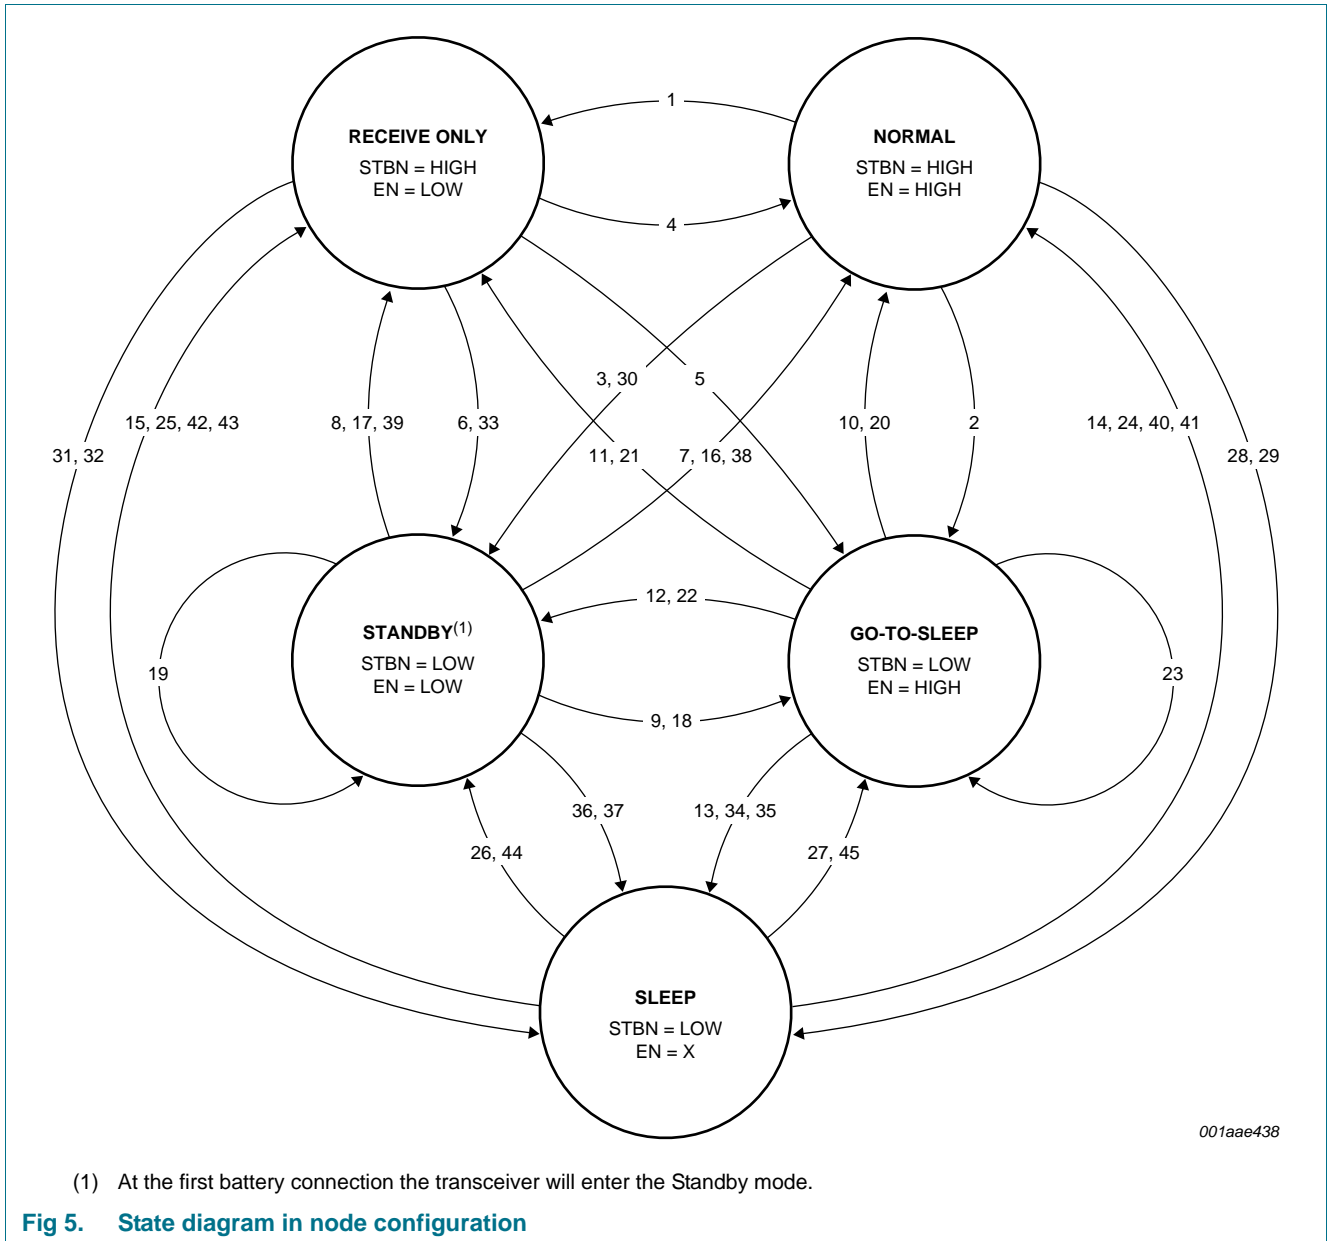 1
RECEIVE ONLY
STBN = HIGH
EN = LOW
NORMAL
STBN = HIGH
EN = HIGH
4
3, 30
5
15, 25, 42, 43
8, 17, 39
6, 33
10, 20
2
14, 24, 40, 41
31, 32
11, 21
7, 16, 38
28, 29
12, 22
STANDBY(1)
STBN = LOW
EN = LOW
GO-TO-SLEEP
STBN = LOW
EN = HIGH
19
23
9, 18
36, 37
13, 34, 35
26, 44
27, 45
SLEEP
STBN = LOW
EN = X
001aae438
(1) At the first battery connection the transceiver will enter the Standby mode.
Fig 5. State diagram in node configuration